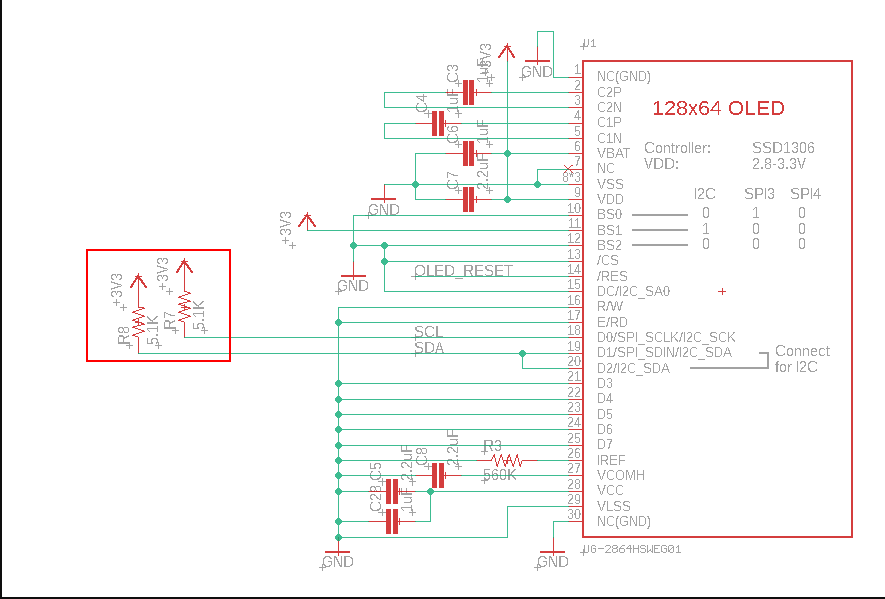 U1
128x64 OLED
Controller: SSD1306
VDD: 2.8-3.3V
I2C SPI3 SPI4
0 1 0
1 0 0
0 0 0
Connect
for I2C
UG-2864HSWEG01
1 NC(GND)
2 C2P
3 C2N
4 C1P
5 C1N
6 VBAT
7 NC
8 VSS
9 VDD
10 BS0
11 BS1
12 BS2
13 /CS
14 /RES
15 DC/I2C_SA0
16 R/W
17 E/RD
18 D0/SPI_SCLK/I2C_SCK
19 D1/SPI_SDIN/I2C_SDA
20 D2/I2C_SDA
21 D3
22 D4
23 D5
24 D6
25 D7
26 IREF
27 VCOMH
28 VCC
29 VLSS
30 NC(GND)
GND
+3V3
C3 1uF
C4 1uF
C6 1uF
C7 2.2uF
GND
+3V3
GND
OLED_RESET
+3V3
+3V3
R8 5.1K
R7 5.1K
SCL
SDA
R3
560K
C8 2.2uF
C5 2.2uF
1uF
GND
GND